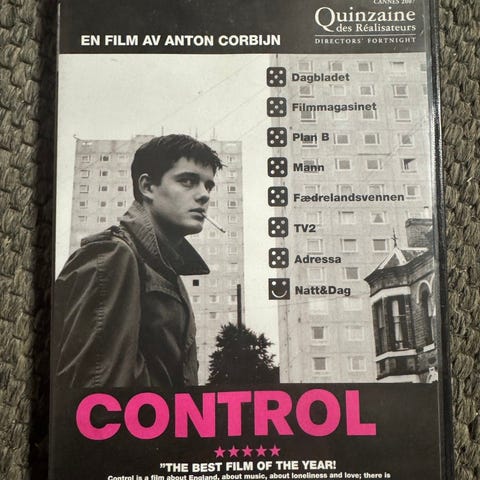 CANNES 2007
Quinzaine
des Réalisateurs
DIRECTORS' FORTNIGHT
EN FILM AV ANTON CORBIJN
Dagbladet
Filmmagasinet
Plan B
Mann
Fædrelandsvennen
TV2
Adressa
Natt&Dag
CONTROL
"THE BEST FILM OF THE YEAR!
Control is a film about England, about music, about loneliness and love; there is